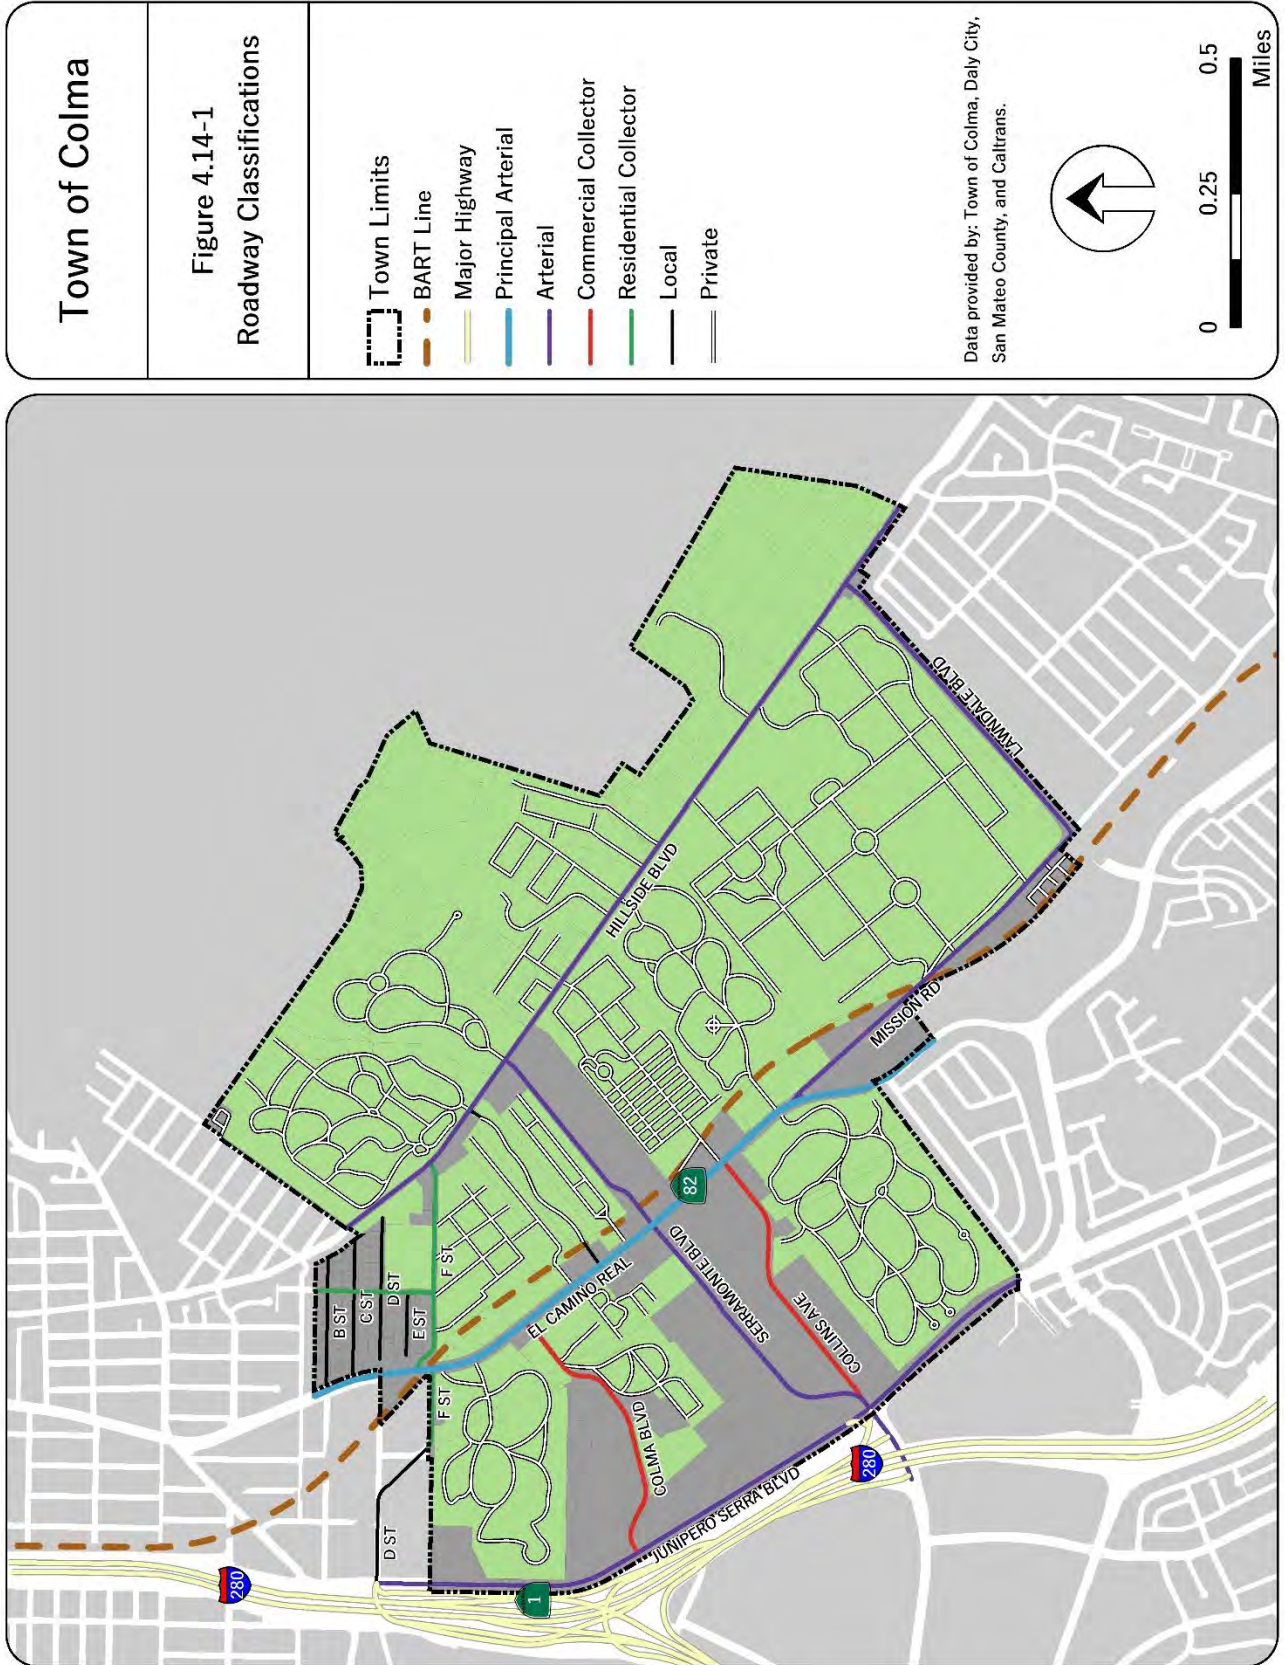 Town of Colma
Figure 4.14-1
Roadway Classifications
Town Limits
BART Line
Major Highway
Principal Arterial
Arterial
Commercial Collector
Residential Collector
Local
Private
Data provided by: Town of Colma, Daly City,
San Mateo County, and Caltrans.
0 0.25 0.5
Miles
280
1
D ST
F ST
B ST
C ST
D ST
E ST
F ST
EL CAMINO REAL
COLMA BLVD
JUNIPERO SERRA BLVD
SERRAMONTE BLVD
COLLINS AVE
82
280
HILLSIDE BLVD
MISSION RD
LAWNDALE BLVD